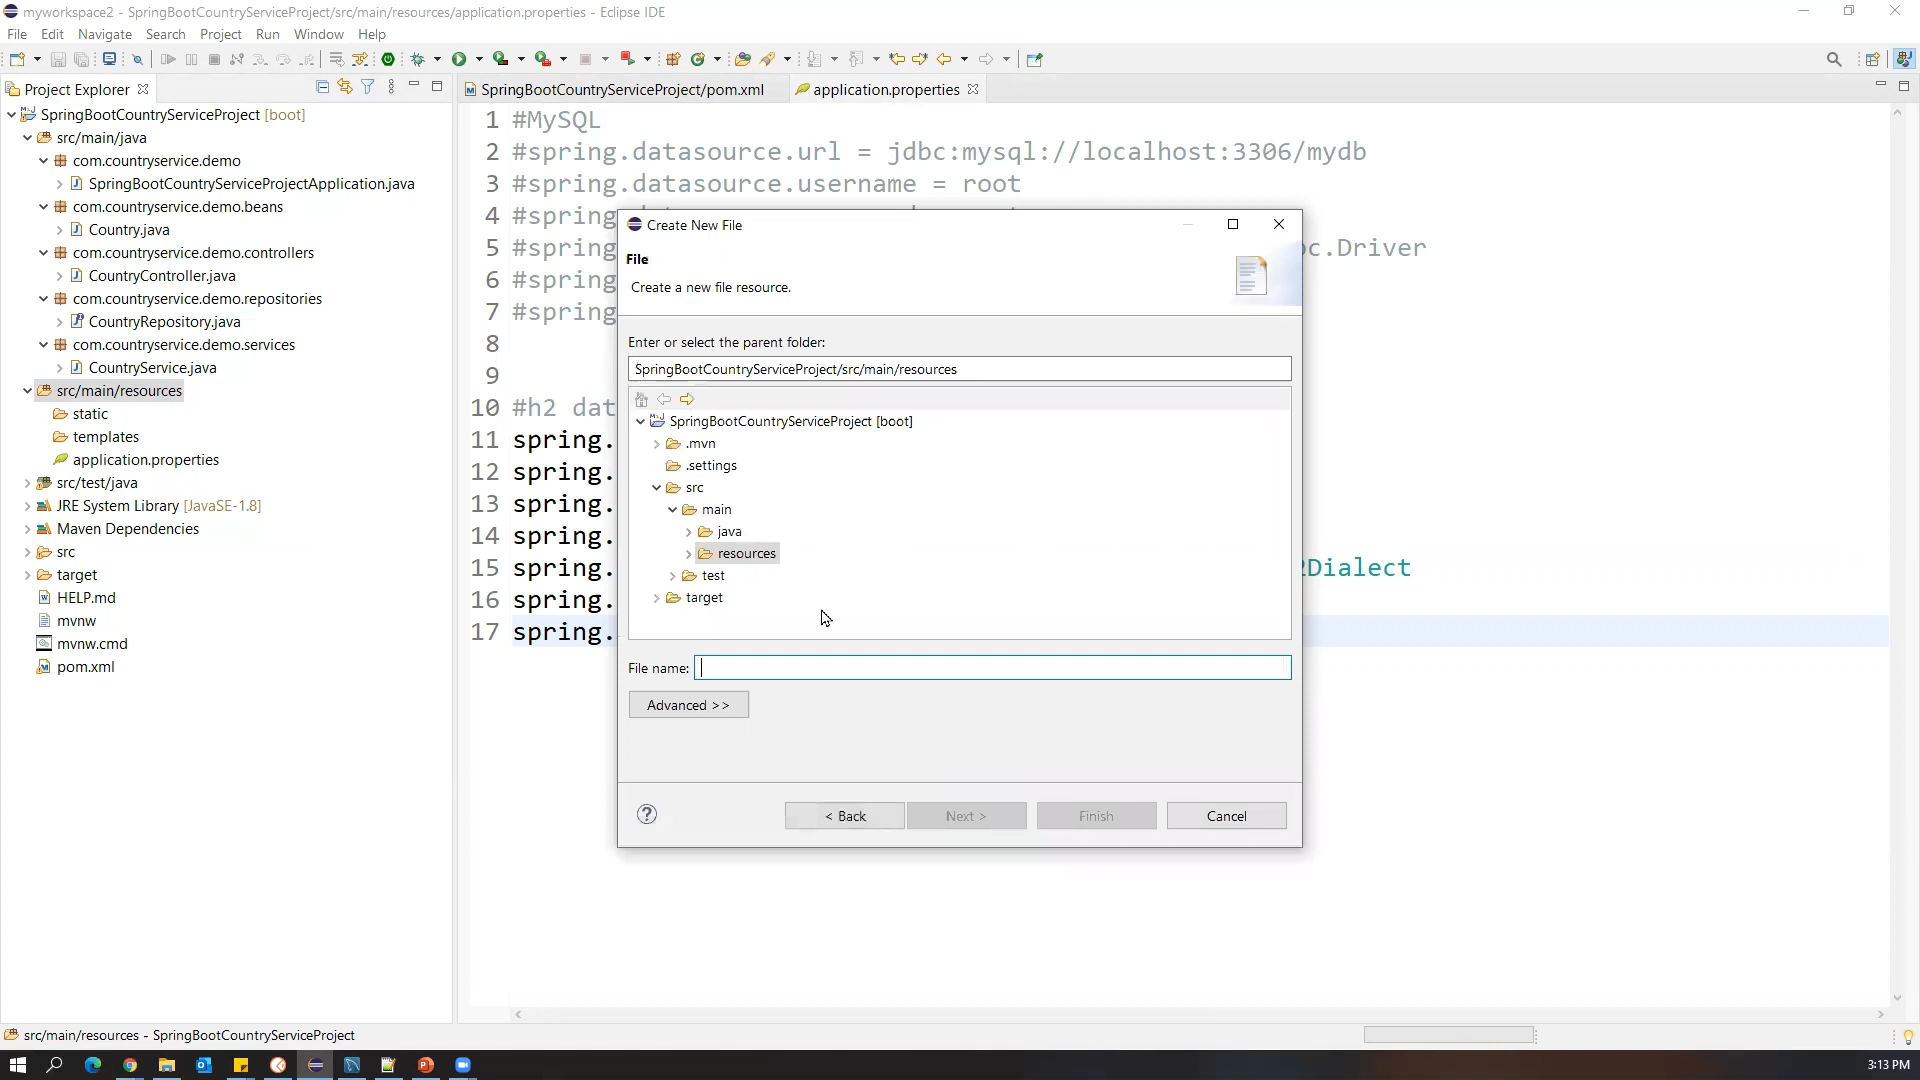 myworkspace2 - SpringBootCountryServiceProject/src/main/resources/application.properties - Eclipse IDE
File Edit Navigate Search Project Run Window Help
Project Explorer
SpringBootCountryServiceProject [boot]
src/main/java
com.countryservice.demo
SpringBootCountryServiceProjectApplication.java
com.countryservice.demo.beans
Country.java
com.countryservice.demo.controllers
CountryController.java
com.countryservice.demo.repositories
CountryRepository.java
com.countryservice.demo.services
CountryService.java
src/main/resources
static
templates
application.properties
src/test/java
JRE System Library [JavaSE-1.8]
Maven Dependencies
src
target
HELP.md
mvnw
mvnw.cmd
pom.xml
SpringBootCountryServiceProject/pom.xml application.properties
1 #MySQL
2 #spring.datasource.url = jdbc:mysql://localhost:3306/mydb
3 #spring.datasource.username = root
4 #spring
5 #spring oc.Driver
6 #spring
7 #spring
8
9
10 #h2 dat
11 spring.
12 spring.
13 spring.
14 spring.
15 spring. 2Dialect
16 spring.
17 spring.
Create New File
File
Create a new file resource.
Enter or select the parent folder:
SpringBootCountryServiceProject/src/main/resources
SpringBootCountryServiceProject [boot]
.mvn
.settings
src
main
java
resources
test
target
File name:
Advanced >>
< Back Next > Finish Cancel
src/main/resources - SpringBootCountryServiceProject
3:13 PM